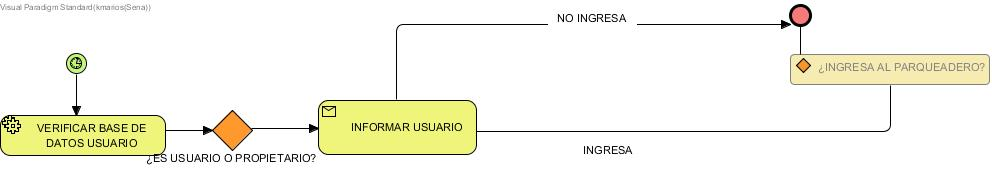 Visual Paradigm Standard(kmarios(Sena))
NO INGRESA
¿INGRESA AL PARQUEADERO?
VERIFICAR BASE DE
DATOS USUARIO
INFORMAR USUARIO
¿ES USUARIO O PROPIETARIO?
INGRESA